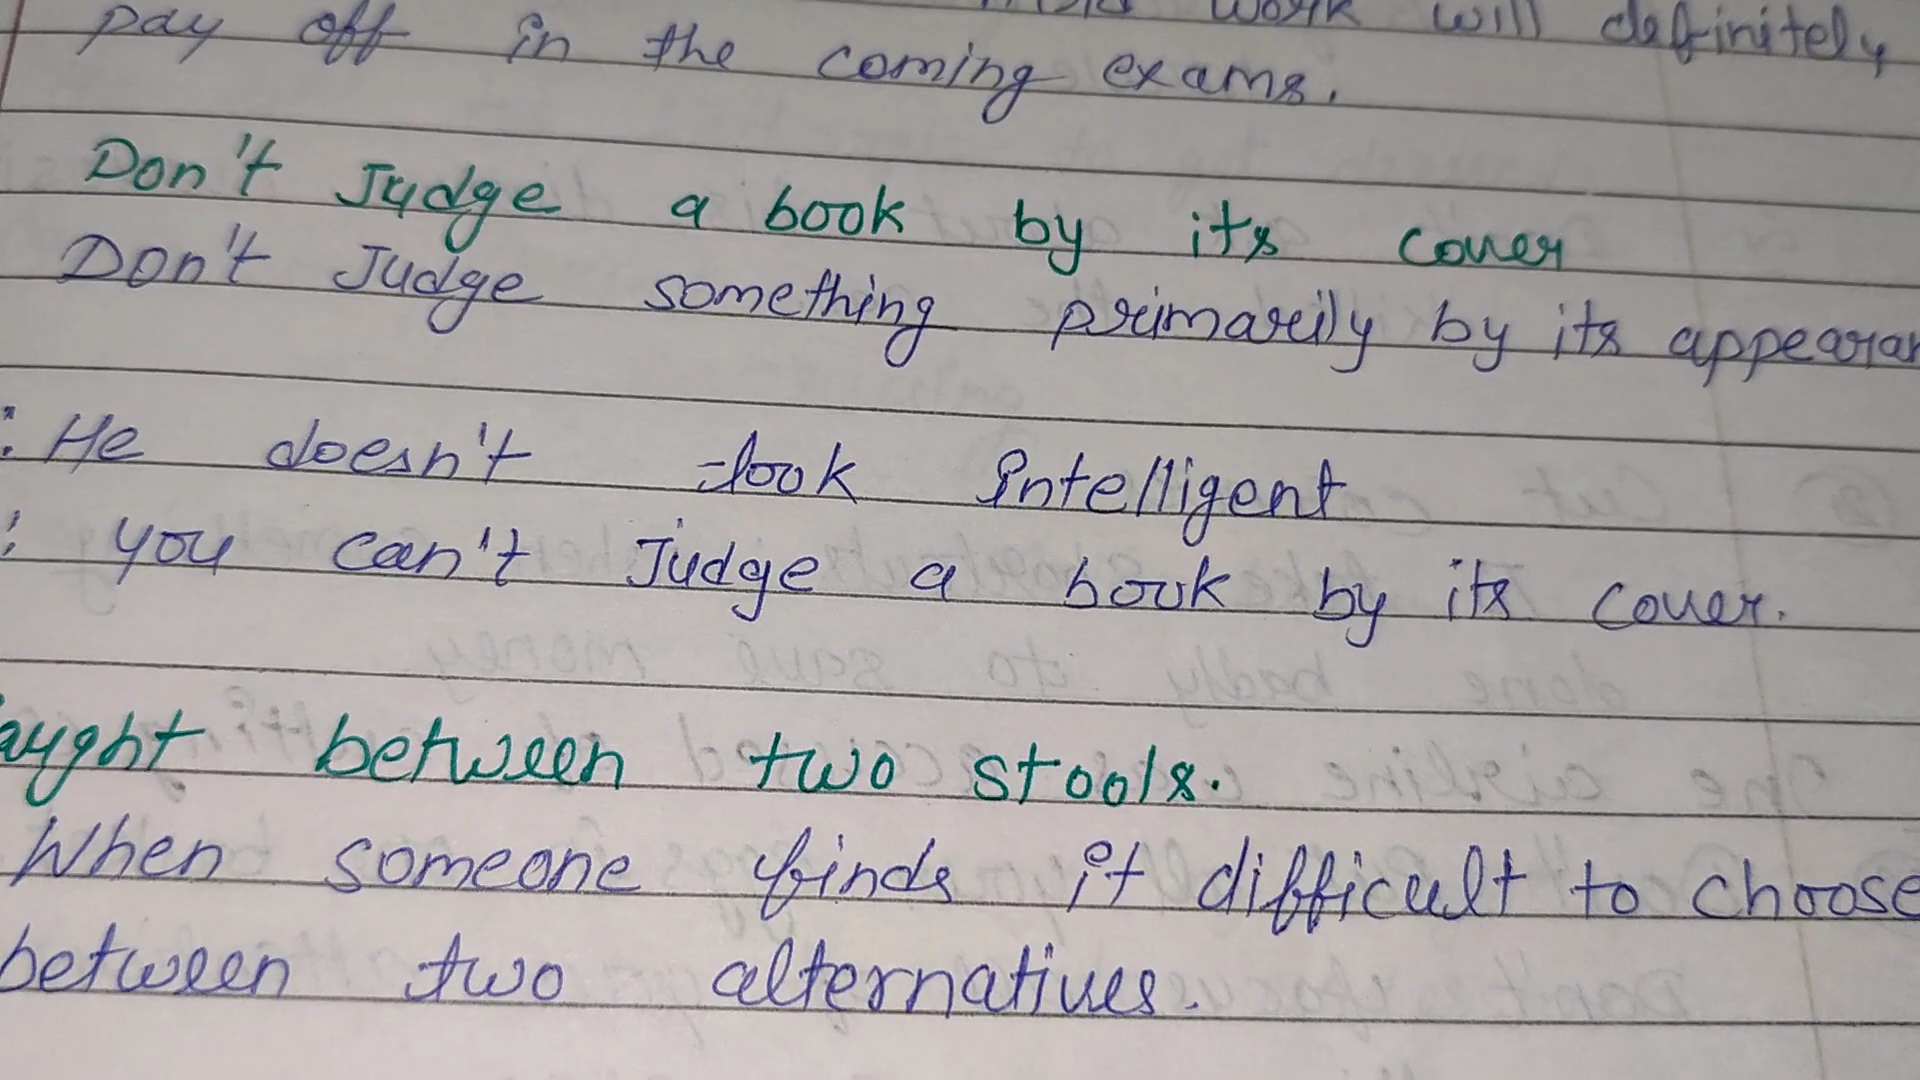 work will definitely
pay off in the coming exams.
Don't Judge a book by its cover
Don't Judge something primarily by its appearan
: He doesn't look Intelligent
: you can't Judge a book by its cover.
aught between two stools.
When someone finds it difficult to choose
between two alternatives.